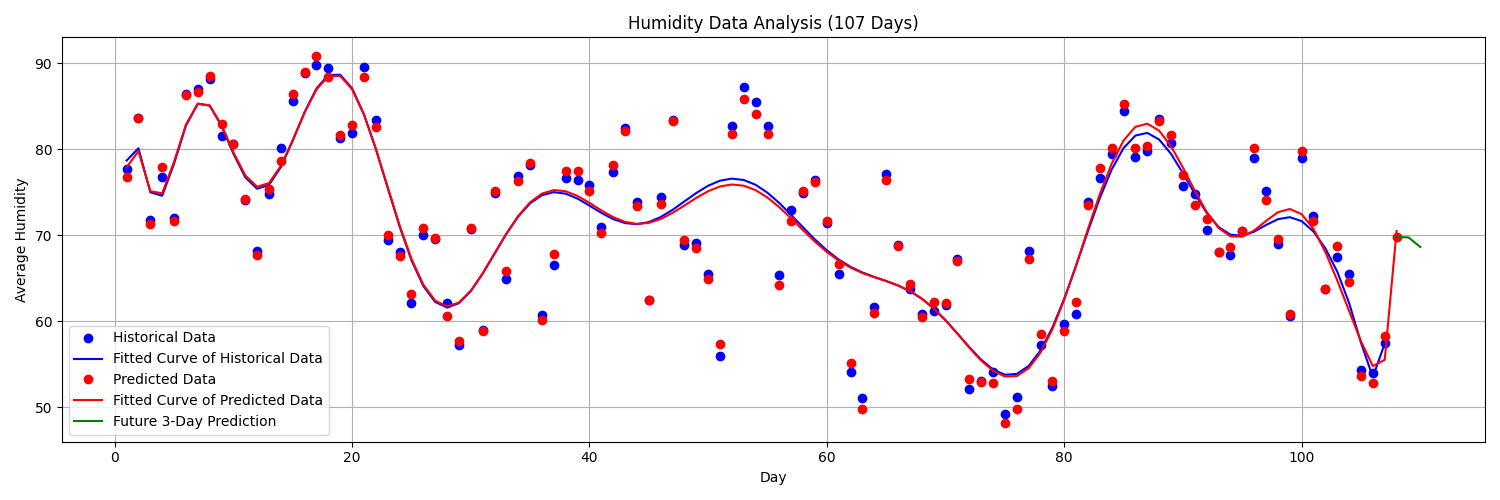 Humidity Data Analysis (107 Days)
Average Humidity
90
80
70
60
50
Historical Data
Fitted Curve of Historical Data
Predicted Data
Fitted Curve of Predicted Data
Future 3-Day Prediction
0 20 40 60 80 100
Day